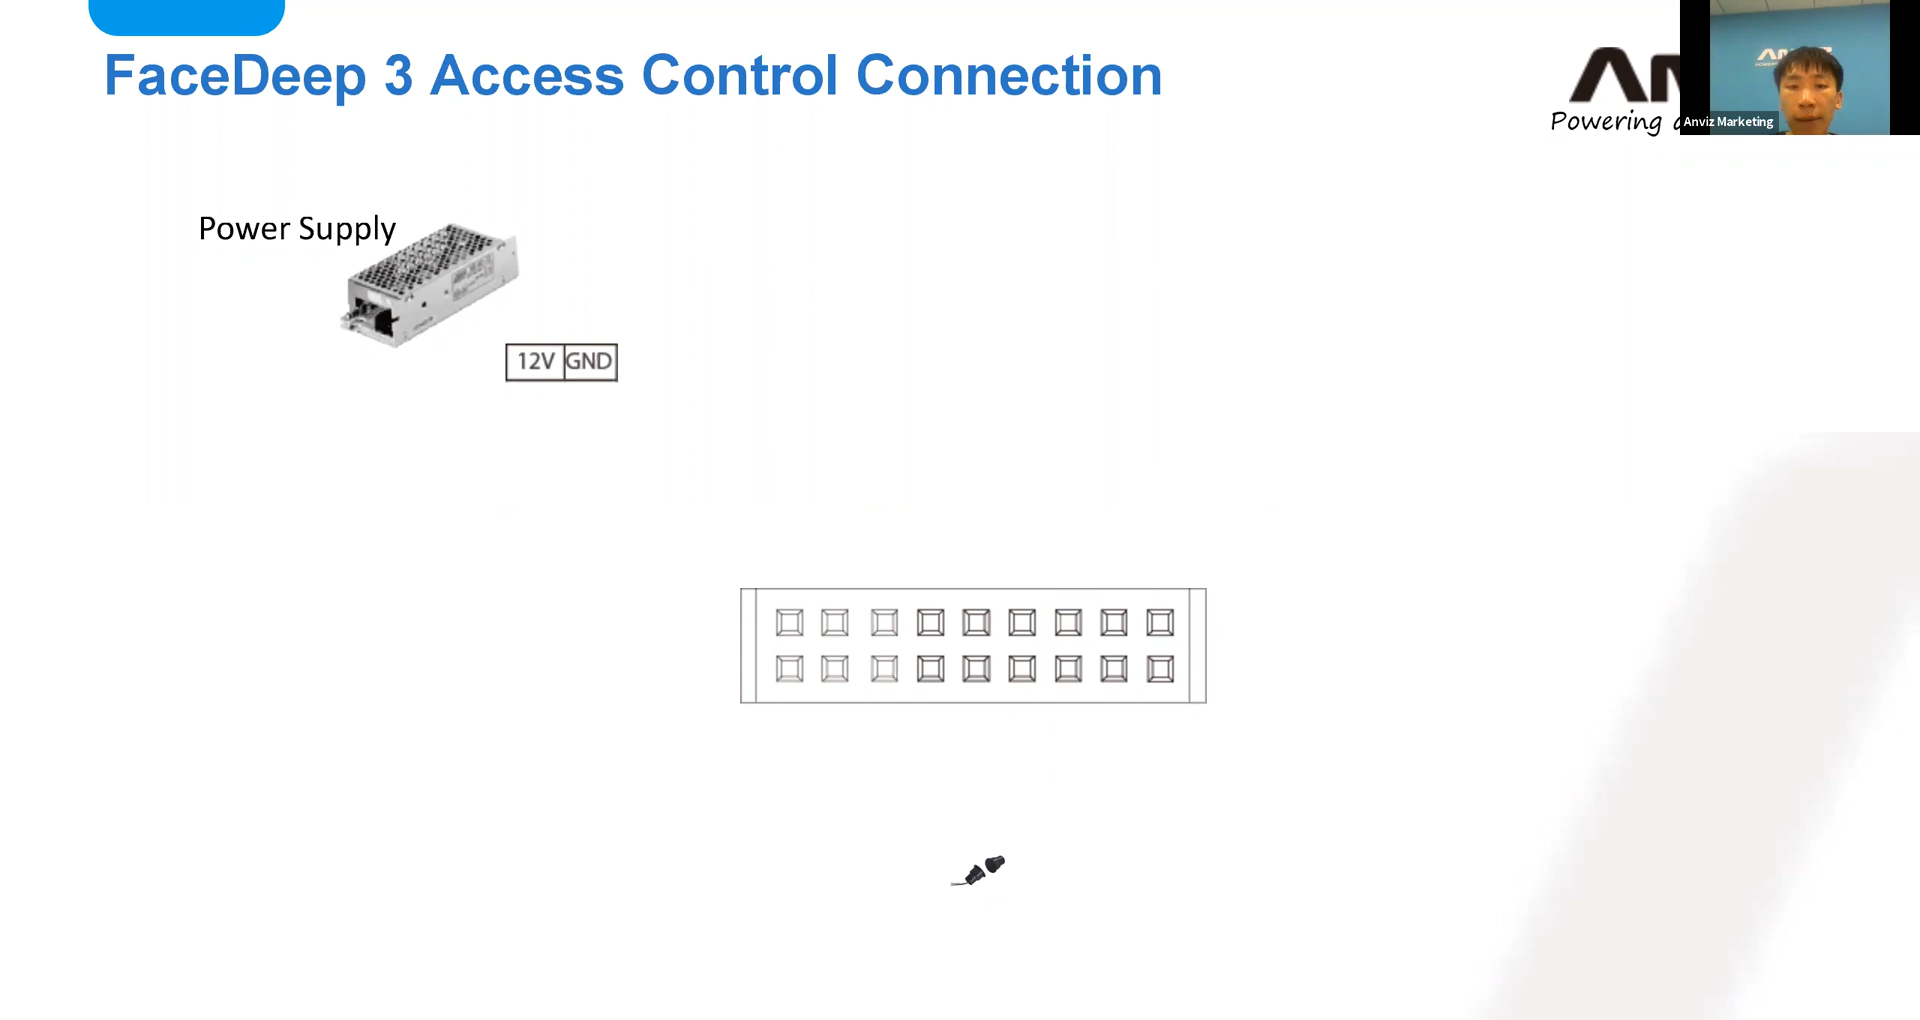 FaceDeep 3 Access Control Connection
Powering
Anviz Marketing
Power Supply
12V GND